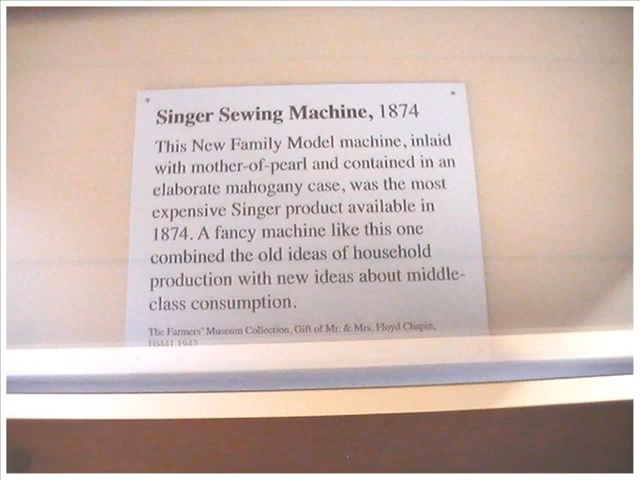 Singer Sewing Machine, 1874
This New Family Model machine, inlaid
with mother-of-pearl and contained in an
elaborate mahogany case, was the most
expensive Singer product available in
1874. A fancy machine like this one
combined the old ideas of household
production with new ideas about middle-
class consumption.
The Farmers' Museum Collection, Gift of Mr. & Mrs. Floyd Chapin,